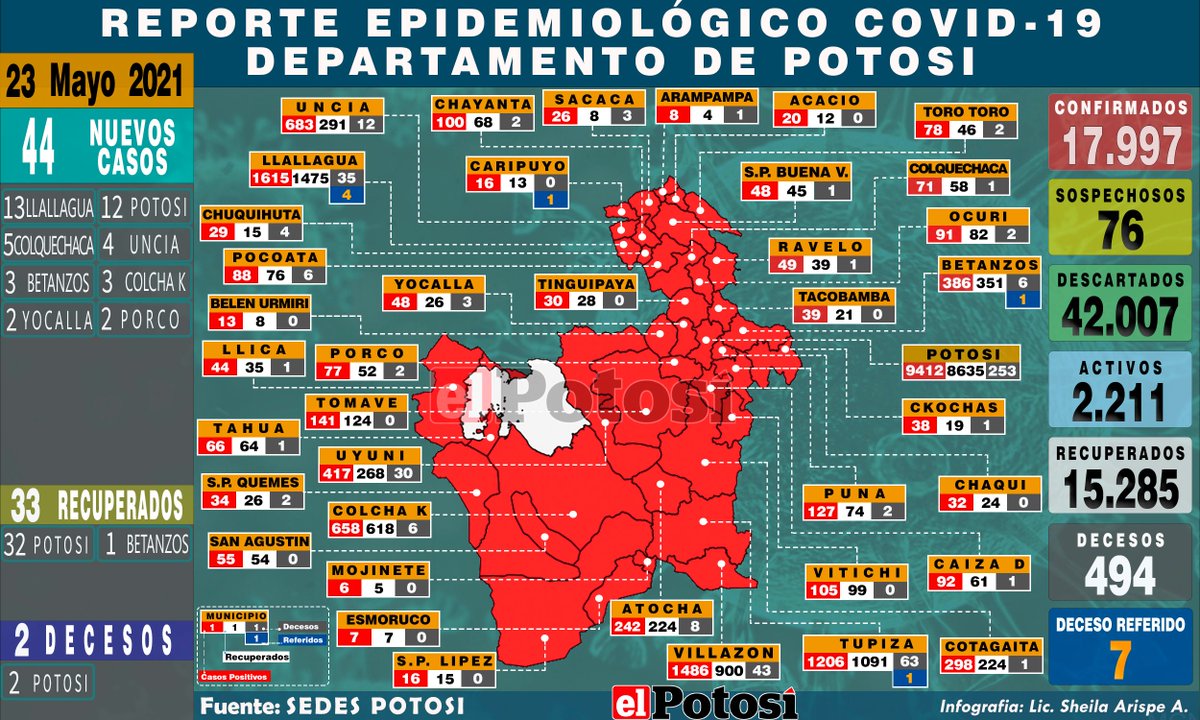 REPORTE EPIDEMIOLÓGICO COVID-19
DEPARTAMENTO DE POTOSI
23 Mayo 2021
44 NUEVOS CASOS
13 LLALLAGUA 12 POTOSI
5 COLQUECHACA 4 UNCIA
3 BETANZOS 3 COLCHA K
2 YOCALLA 2 PORCO
33 RECUPERADOS
32 POTOSI 1 BETANZOS
2 DECESOS
2 POTOSI
UNCIA
683 291 12
CHAYANTA
100 68 2
SACACA
26 8 3
ARAMPAMPA
8 4 1
ACACIO
20 12 0
TORO TORO
78 46 2
LLALLAGUA
1615 1475 35
4
CARIPUYO
16 13 0
1
S.P. BUENA V.
48 45 1
COLQUECHACA
71 58 1
CHUQUIHUTA
29 15 4
OCURI
91 82 2
POCOATA
88 76 6
RAVELO
49 39 1
YOCALLA
48 26 3
TINGUIPAYA
30 28 0
TACOBAMBA
39 21 0
BETANZOS
386 351 6
1
BELEN URMIRI
13 8 0
LLICA
44 35 1
PORCO
77 52 2
POTOSI
9412 8635 253
el Potosí
TOMAVE
141 124 0
CKOCHAS
38 19 1
TAHUA
66 64 1
UYUNI
417 268 30
S.P. QUEMES
34 26 2
COLCHA K
658 618 6
PUNA
127 74 2
CHAQUI
32 24 0
SAN AGUSTIN
55 54 0
MOJINETE
6 5 0
VITICHI
105 99 0
CAIZA D
92 61 1
ESMORUCO
7 7 0
ATOCHA
242 224 8
S.P. LIPEZ
16 15 0
VILLAZON
1486 900 43
TUPIZA
1206 1091 63
1
COTAGAITA
298 224 1
MUNICIPIO
1 1 1 Decesos
1 Referidos
Recuperados
Casos Positivos
CONFIRMADOS
17.997
SOSPECHOSOS
76
DESCARTADOS
42.007
ACTIVOS
2.211
RECUPERADOS
15.285
DECESOS
494
DECESO REFERIDO
7
Fuente: SEDES POTOSI
el Potosí
Infografia: Lic. Sheila Arispe A.